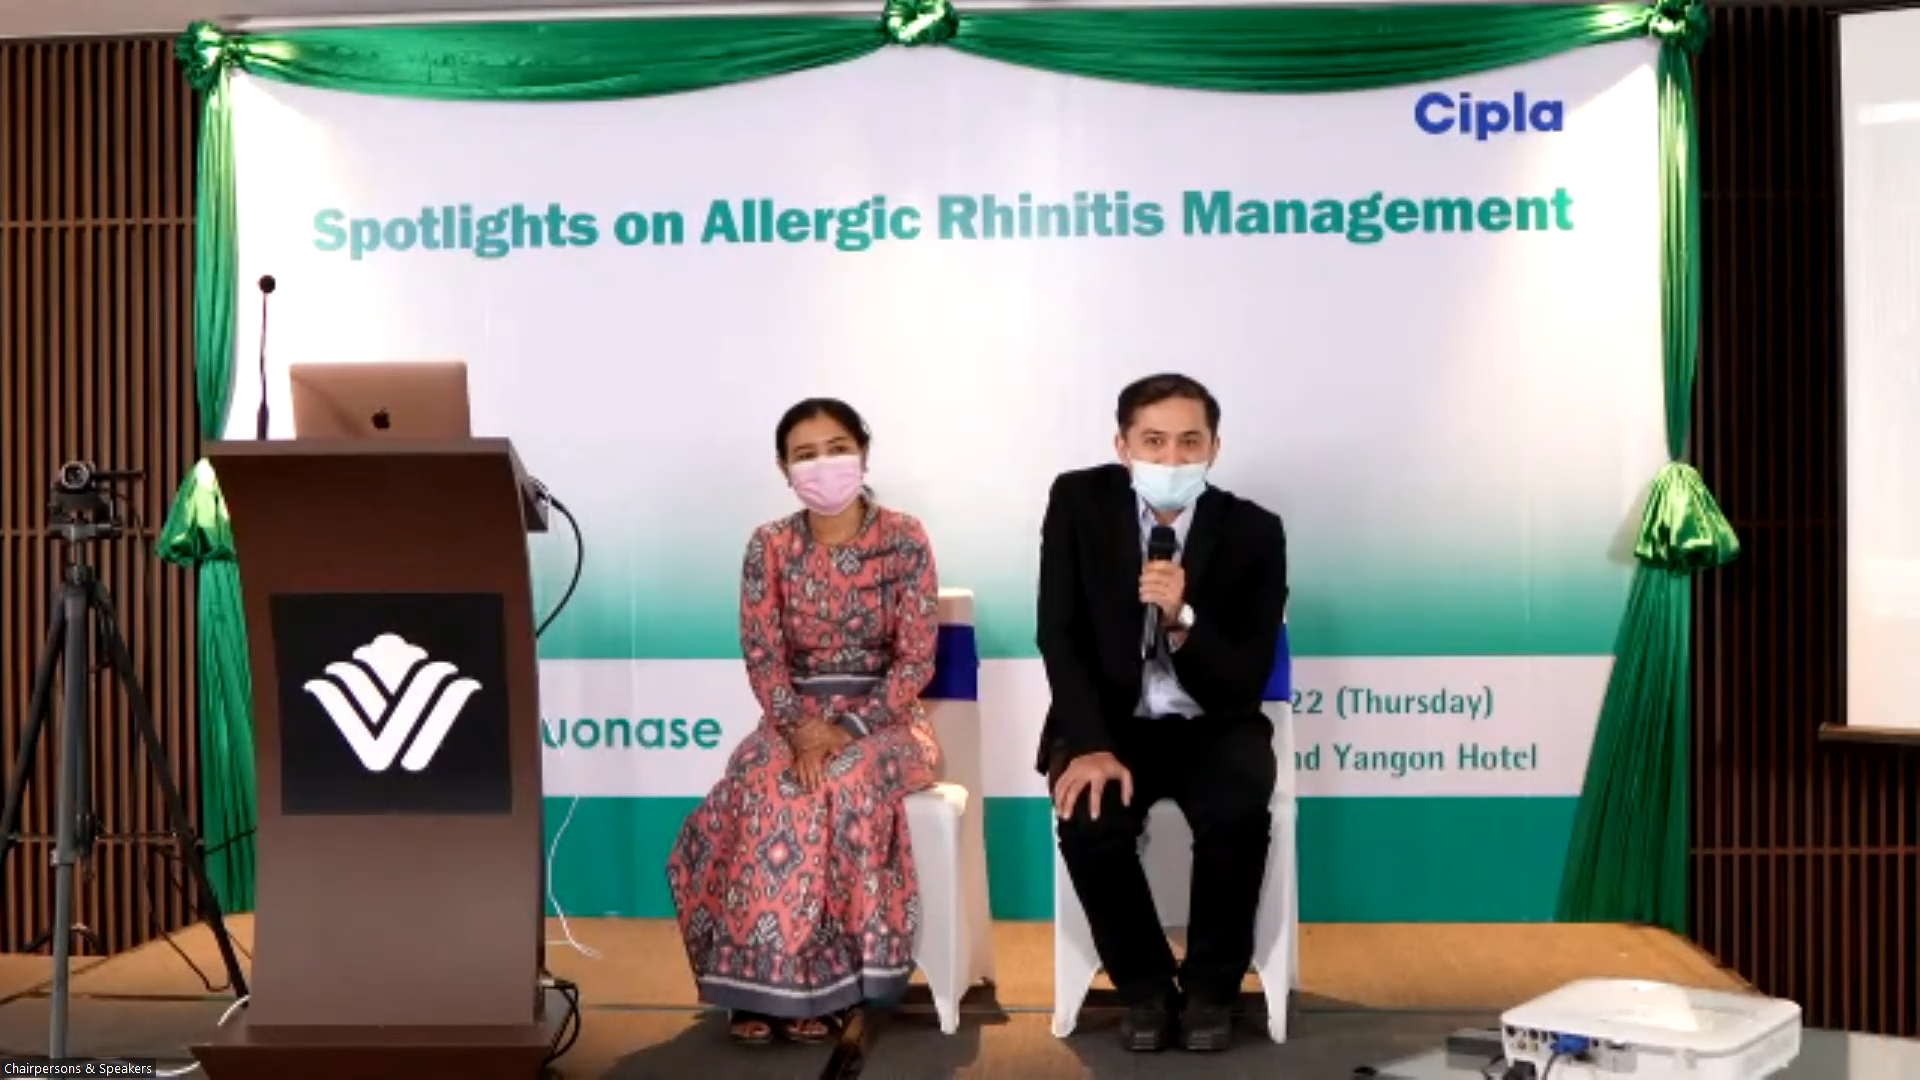 Cipla
Spotlights on Allergic Rhinitis Management
22 (Thursday)
uonase
nd Yangon Hotel
Chairpersons & Speakers